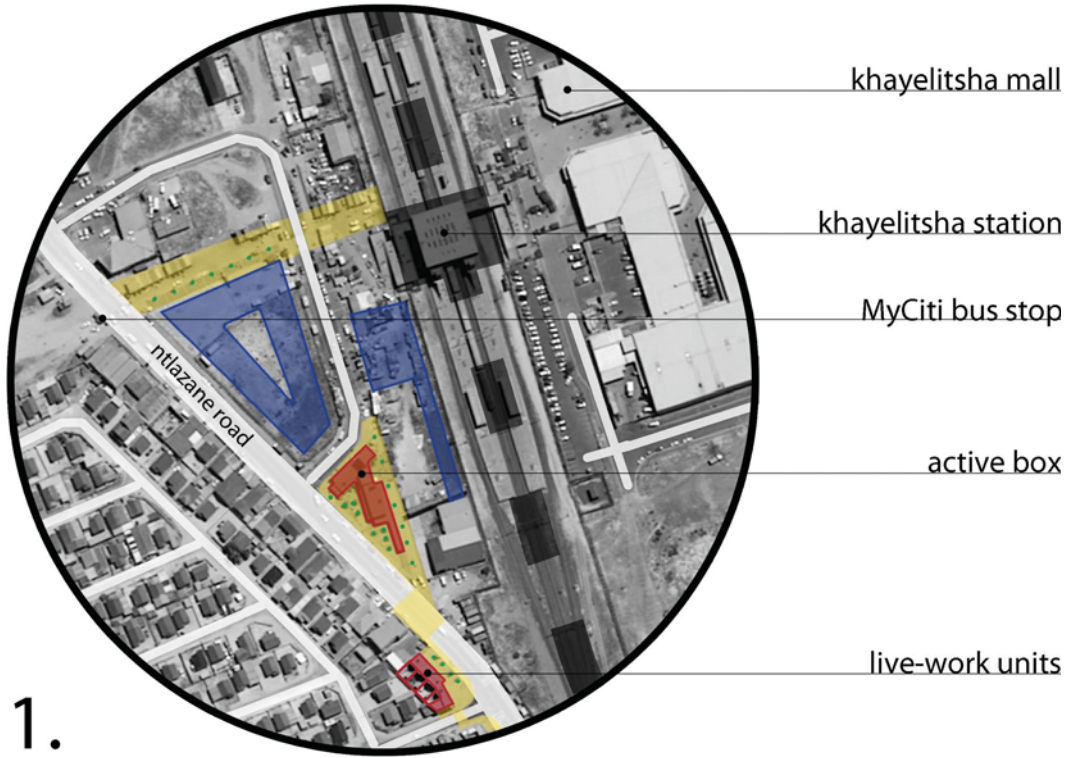 khayelitsha mall
khayelitsha station
MyCiti bus stop
ntlazane road
active box
live-work units
1.